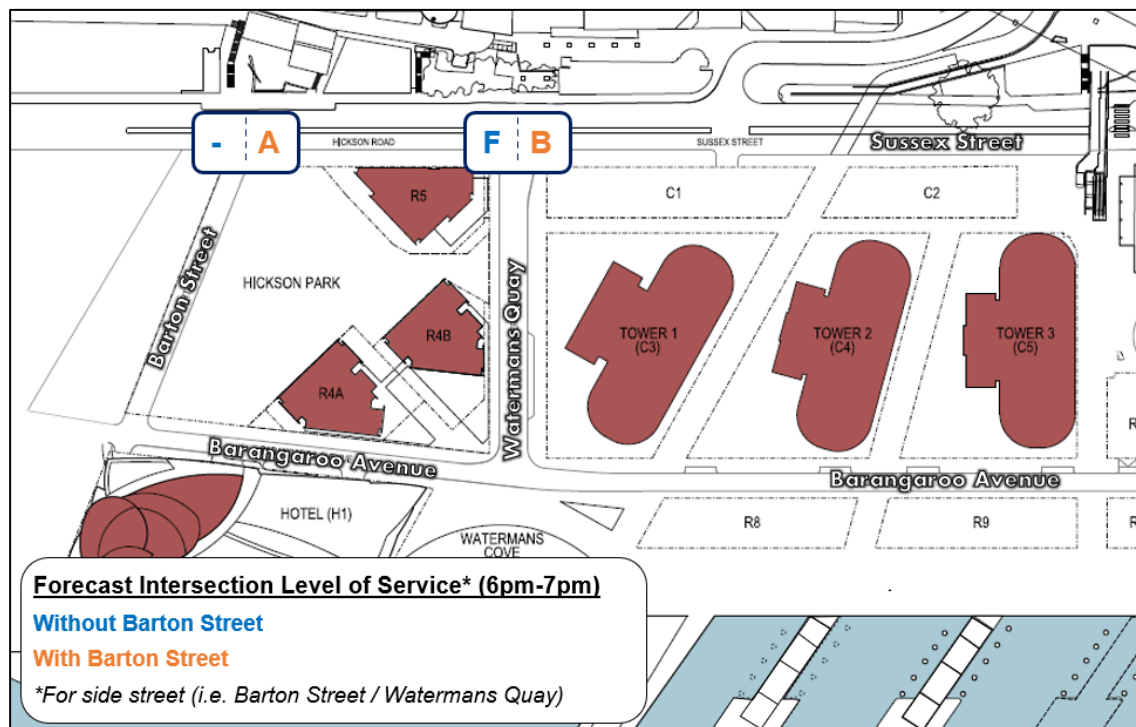 - A
F B
HICKSON ROAD
SUSSEX STREET
Sussex Street
R5
C1
C2
Barton Street
HICKSON PARK
Watermans Quay
R4B
R4A
TOWER 1
(C3)
TOWER 2
(C4)
TOWER 3
(C5)
R
Barangaroo Avenue
Barangaroo Avenue
HOTEL (H1)
WATERMANS
COVE
R8
R9
R
Forecast Intersection Level of Service* (6pm-7pm)
Without Barton Street
With Barton Street
*For side street (i.e. Barton Street / Watermans Quay)